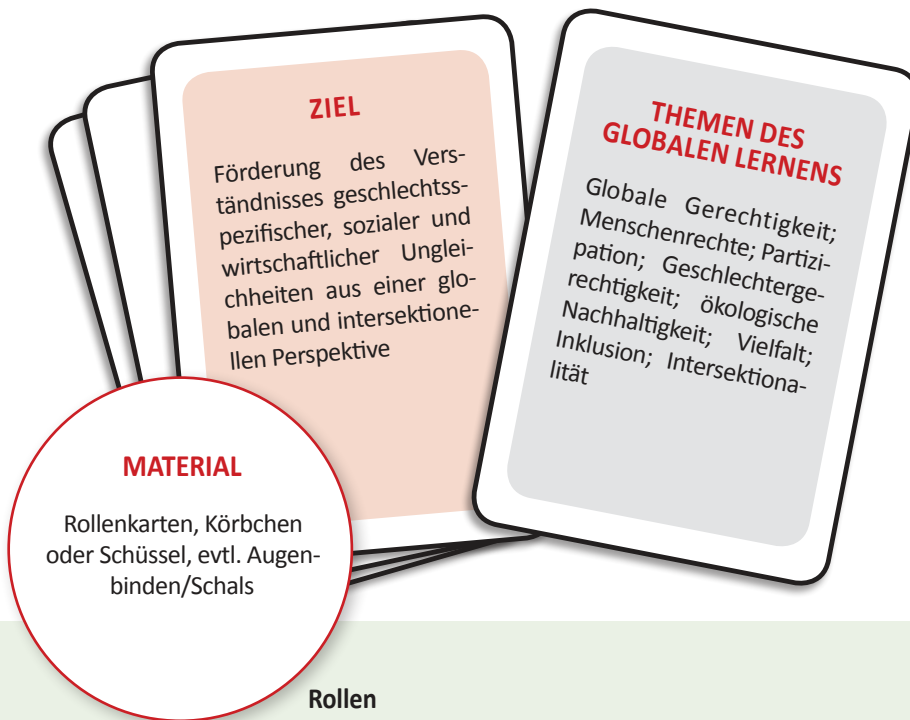 ZIEL
Förderung des Vers-
tändnisses geschlechtss-
pezifischer, sozialer und
wirtschaftlicher Unglei-
chheiten aus einer glo-
balen und intersektione-
llen Perspektive
THEMEN DES
GLOBALEN LERNENS
Globale Gerechtigkeit;
Menschenrechte; Partizi-
pation; Geschlechterge-
rechtigkeit; ökologische
Nachhaltigkeit; Vielfalt;
Inklusion; Intersektiona-
lität
MATERIAL
Rollenkarten, Körbchen
oder Schüssel, evtl. Augen-
binden/Schals
Rollen